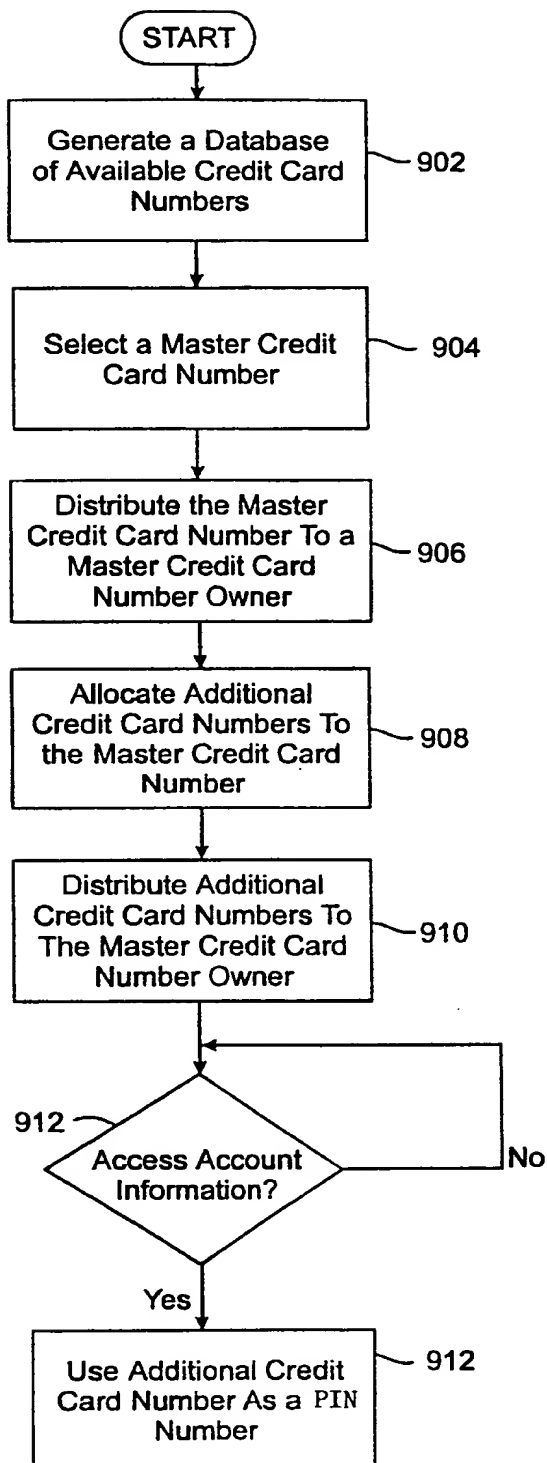 START
Generate a Database
of Available Credit Card
Numbers
902
Select a Master Credit
Card Number
904
Distribute the Master
Credit Card Number To a
Master Credit Card
Number Owner
906
Allocate Additional
Credit Card Numbers To
the Master Credit Card
Number
908
Distribute Additional
Credit Card Numbers To
The Master Credit Card
Number Owner
910
912
Access Account
Information?
No
Yes
Use Additional Credit
Card Number As a PIN
Number
912